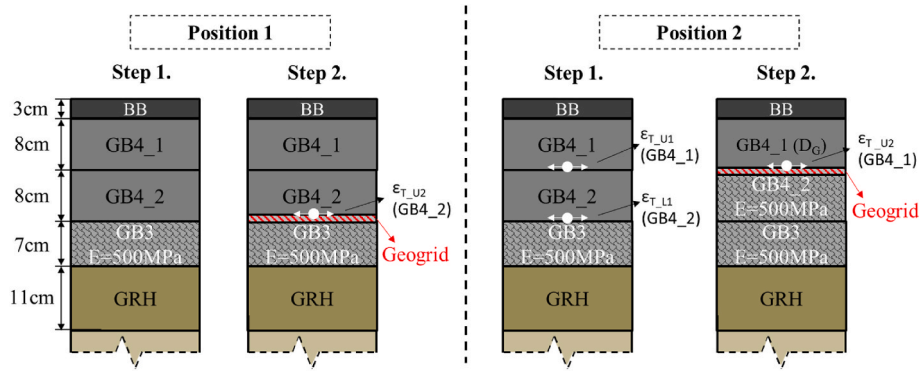 Position 1
Position 2
Step 1.
Step 2.
Step 1.
Step 2.
3cm
8cm
8cm
7cm
11cm
BB
GB4_1
GB4_2
GB3
E=500MPa
GRH
BB
GB4_1
GB4_2
GB3
E=500MPa
GRH
ε_T_U2
(GB4_2)
Geogrid
BB
GB4_1
GB4_2
GB3
E=500MPa
GRH
ε_T_U1
(GB4_1)
ε_T_L1
(GB4_2)
BB
GB4_1 (D_G)
GB4_2
E=500MPa
GB3
E=500MPa
GRH
ε_T_U2
(GB4_1)
Geogrid